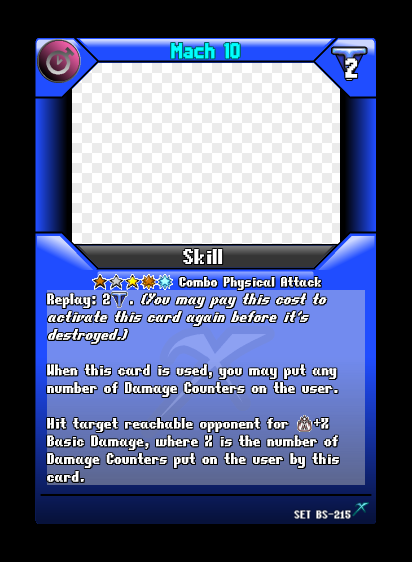 Mach 10
2
Skill
Combo Physical Attack
Replay: 2 . (You may pay this cost to
activate this card again before it's
destroyed.)
When this card is used, you may put any
number of Damage Counters on the user.
Hit target reachable opponent for +X
Basic Damage, where X is the number of
Damage Counters put on the user by this
card.
SET BS-215